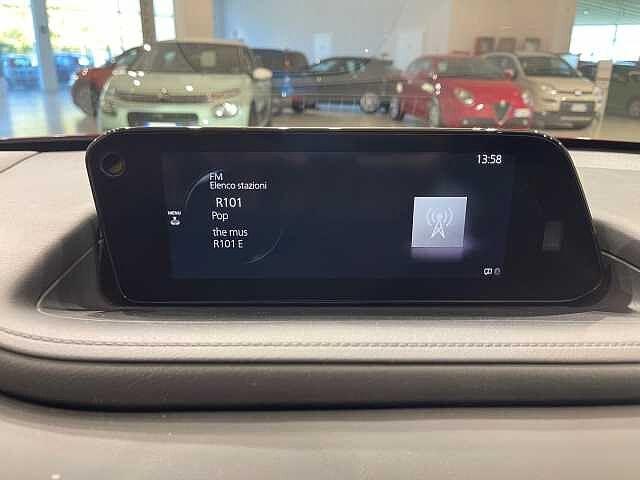 13:58
FM
Elenco stazioni
R101
MENU
Pop
the mus
R101 E